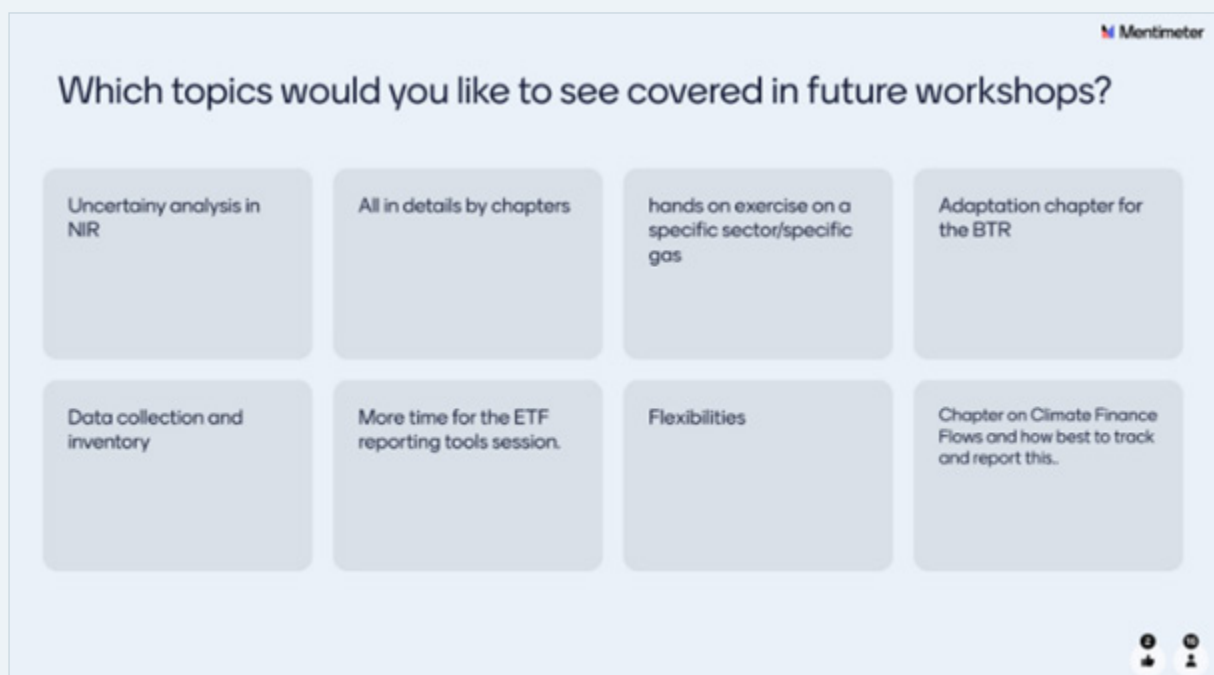 Mentimeter
Which topics would you like to see covered in future workshops?
Uncertainy analysis in
NIR
All in details by chapters
hands on exercise on a
specific sector/specific
gas
Adaptation chapter for
the BTR
Data collection and
inventory
More time for the ETF
reporting tools session.
Flexibilities
Chapter on Climate Finance
Flows and how best to track
and report this..